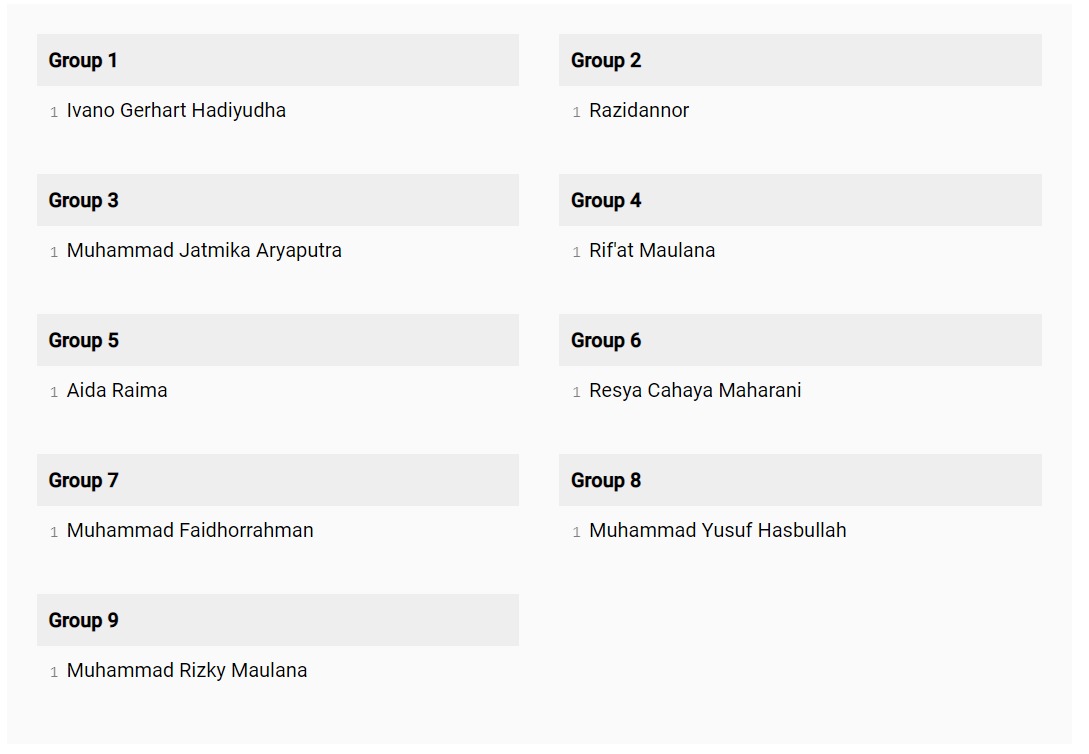 Group 1
1 Ivano Gerhart Hadiyudha
Group 2
1 Razidannor
Group 3
1 Muhammad Jatmika Aryaputra
Group 4
1 Rif'at Maulana
Group 5
1 Aida Raima
Group 6
1 Resya Cahaya Maharani
Group 7
1 Muhammad Faidhorrahman
Group 8
1 Muhammad Yusuf Hasbullah
Group 9
1 Muhammad Rizky Maulana